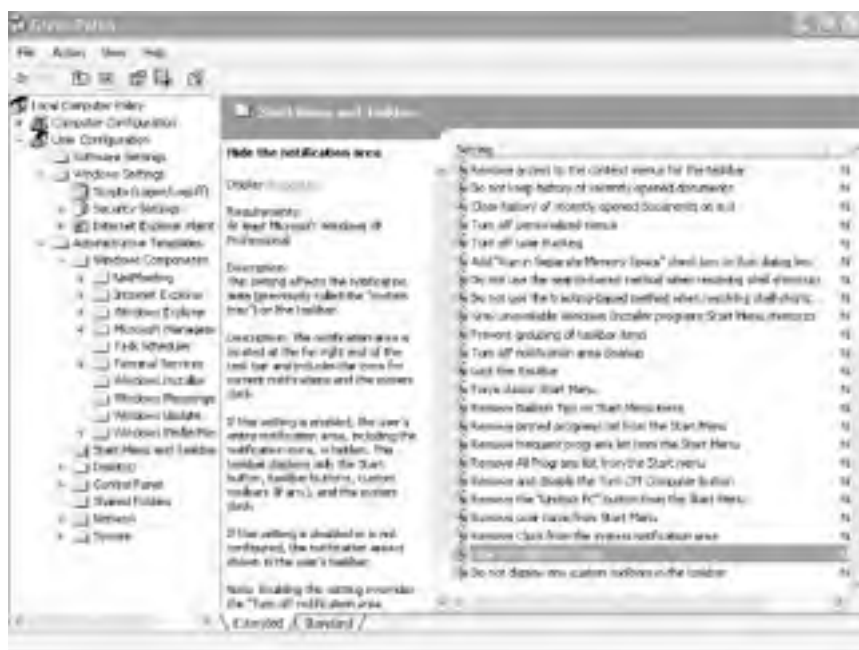 Group Policy
File Action View Help
Local Computer Policy
Computer Configuration
User Configuration
Software Settings
Windows Settings
Scripts (Logon/Logoff)
Security Settings
Internet Explorer Maint
Administrative Templates
Windows Components
NetMeeting
Internet Explorer
Windows Explorer
Microsoft Managem
Task Scheduler
Terminal Services
Windows Installer
Windows Messenge
Windows Update
Windows Media
Start Menu and Taskbar
Desktop
Control Panel
Shared Folders
Network
System
Start Menu and Taskbar
Hide the notification area
Display Properties
Requirements:
At least Microsoft Windows XP
Professional
Description:
This setting affects the notification
area (previously called the "system
tray") on the taskbar.
Description: The notification area is
located at the far right end of the
task bar and includes the icons for
current notifications and the system
clock.
If this setting is enabled, the user's
entire notification area, including the
notification icons, is hidden. The
taskbar displays only the Start
button, taskbar buttons, custom
toolbars (if any), and the system
clock.
If this setting is disabled or is not
configured, the notification area is
shown in the user's taskbar.
Note: Enabling this setting overrides
the "Turn off notification area
Setting
Remove access to the context menus for the taskbar
Do not keep history of recently opened documents
Clear history of recently opened documents on exit
Turn off personalized menus
Turn off user tracking
Add "Run in Separate Memory Space" check box to Run dialog box
Do not use the search-based method when resolving shell shortcuts
Do not use the tracking-based method when resolving shell shortc
Gray unavailable Windows Installer programs Start Menu shortcuts
Prevent grouping of taskbar items
Turn off notification area cleanup
Lock the Taskbar
Force classic Start Menu
Remove Balloon Tips on Start Menu items
Remove pinned programs list from the Start Menu
Remove frequent programs list from the Start Menu
Remove All Programs list from the Start menu
Remove and disable the Turn Off Computer button
Remove the "Undock PC" button from the Start Menu
Remove user name from Start Menu
Remove Clock from the system notification area
Do not display any custom toolbars in the taskbar
Extended Standard